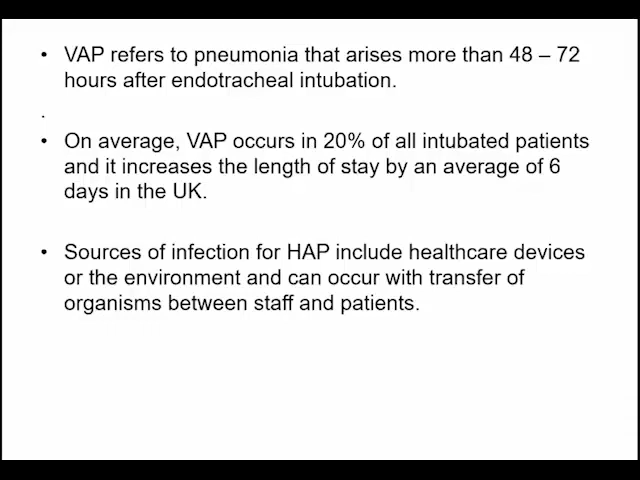 • VAP refers to pneumonia that arises more than 48 – 72
hours after endotracheal intubation.
.
• On average, VAP occurs in 20% of all intubated patients
and it increases the length of stay by an average of 6
days in the UK.
• Sources of infection for HAP include healthcare devices
or the environment and can occur with transfer of
organisms between staff and patients.